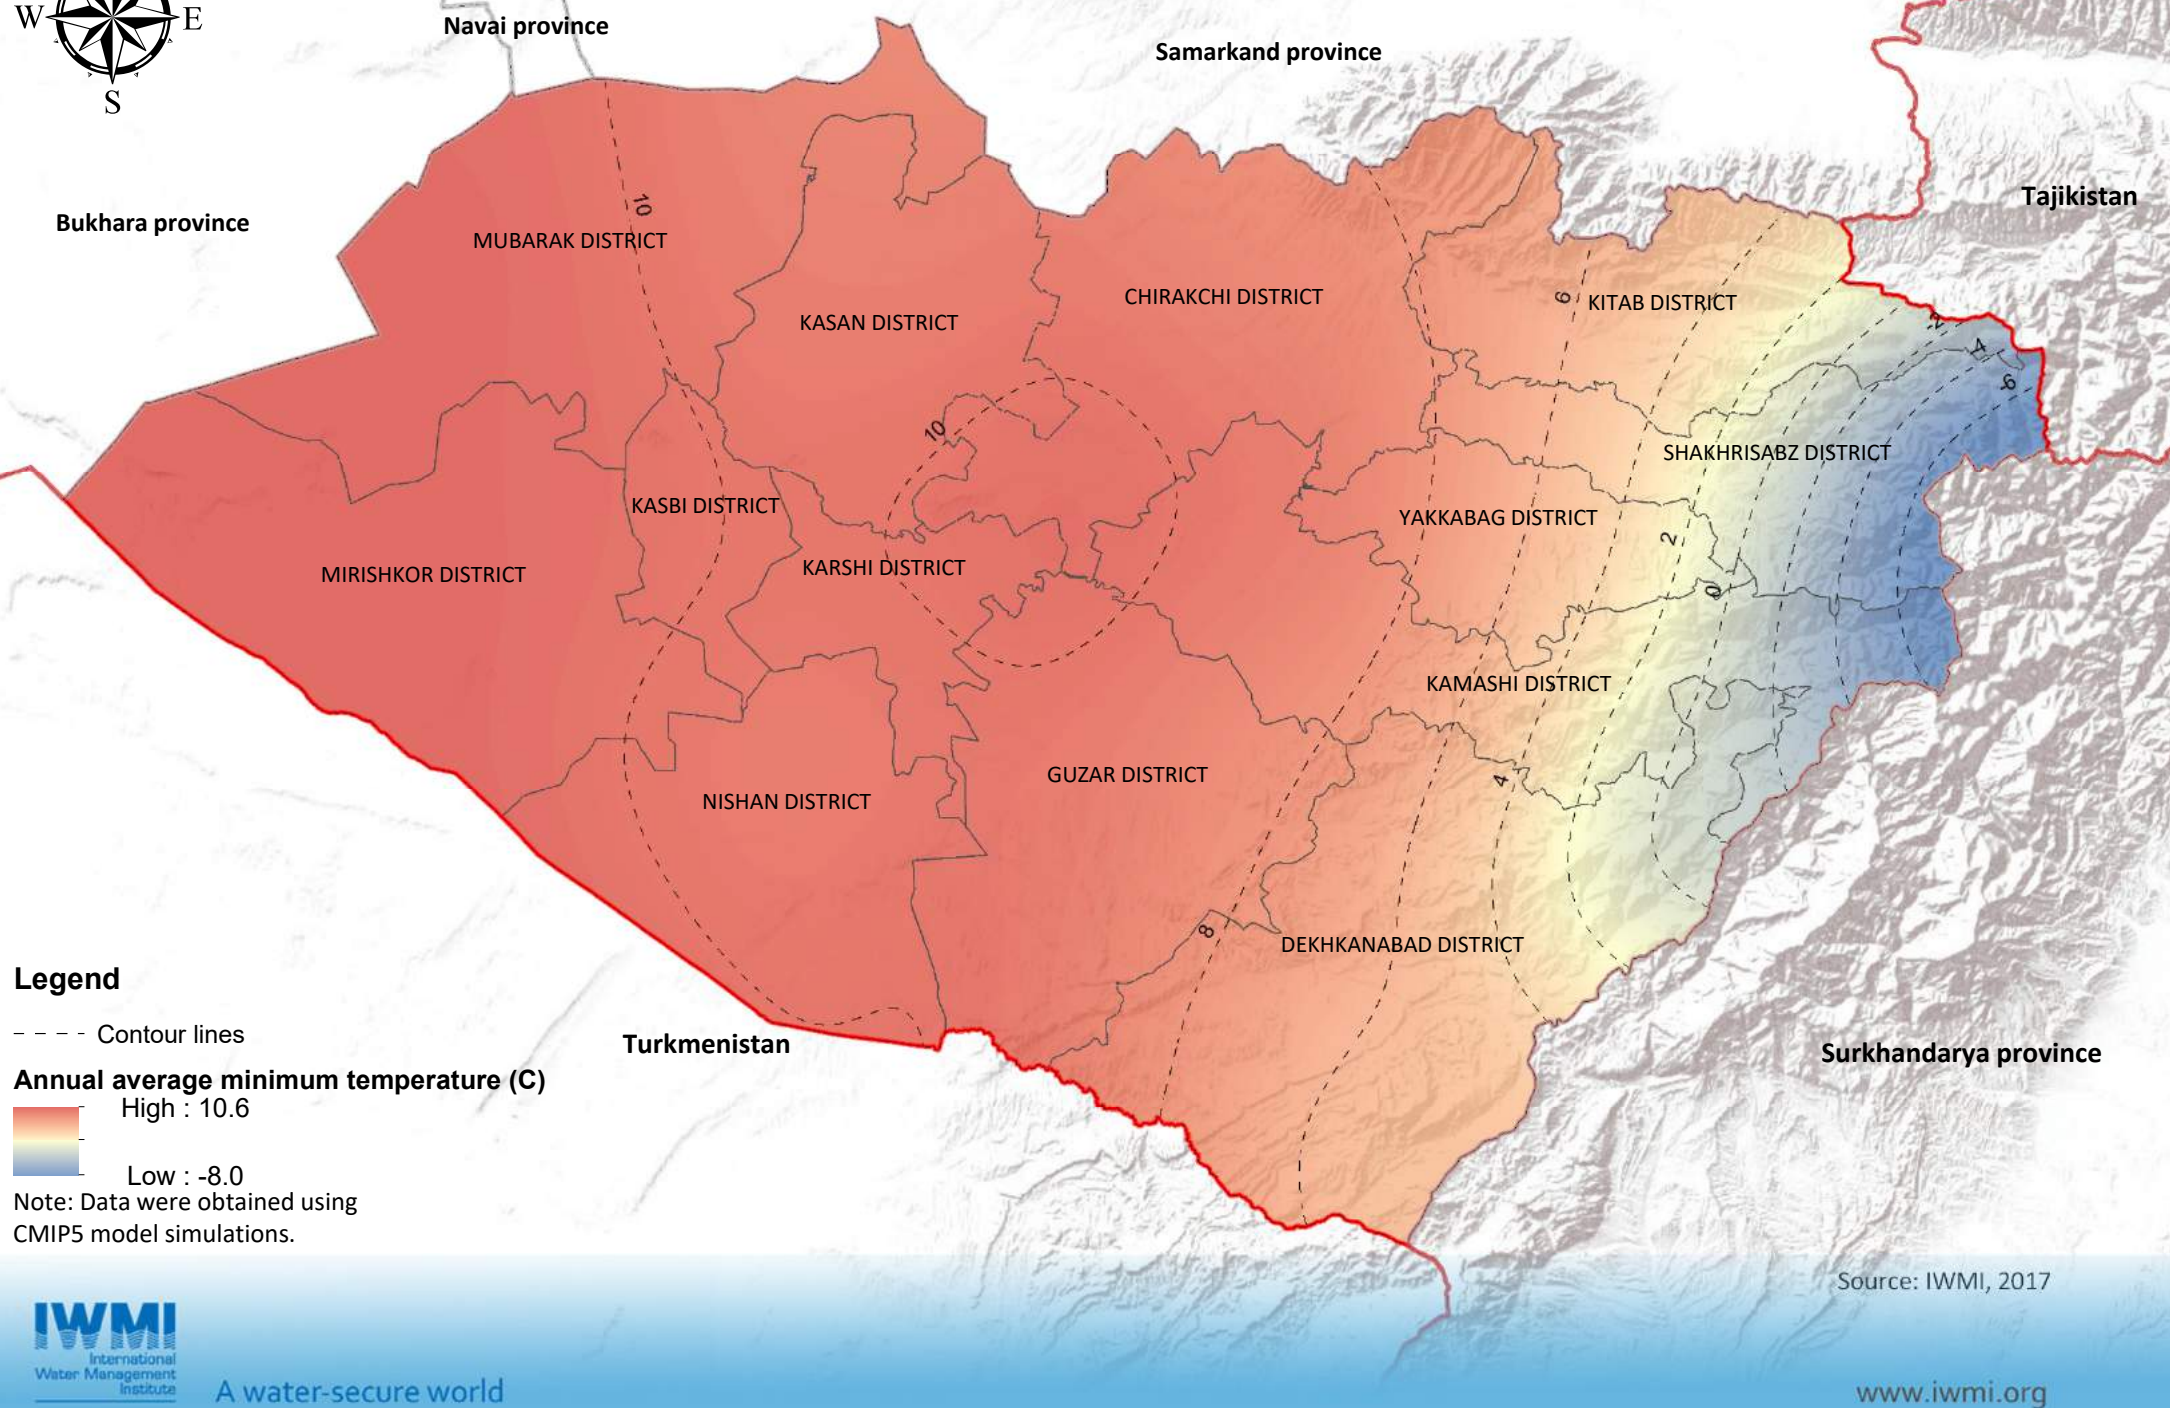 W E
S
Navai province
Samarkand province
Tajikistan
Bukhara province
10
MUBARAK DISTRICT
CHIRAKCHI DISTRICT
6
KITAB DISTRICT
KASAN DISTRICT
-2
-4
-6
10
SHAKHRISABZ DISTRICT
KASBI DISTRICT
YAKKABAG DISTRICT
2
MIRISHKOR DISTRICT
KARSHI DISTRICT
0
KAMASHI DISTRICT
GUZAR DISTRICT
4
NISHAN DISTRICT
8
DEKHKANABAD DISTRICT
Turkmenistan
Surkhandarya province
Legend
Contour lines
Annual average minimum temperature (C)
High : 10.6
Low : -8.0
Note: Data were obtained using
CMIP5 model simulations.
Source: IWMI, 2017
IWMI
International
Water Management
Institute
A water-secure world
www.iwmi.org